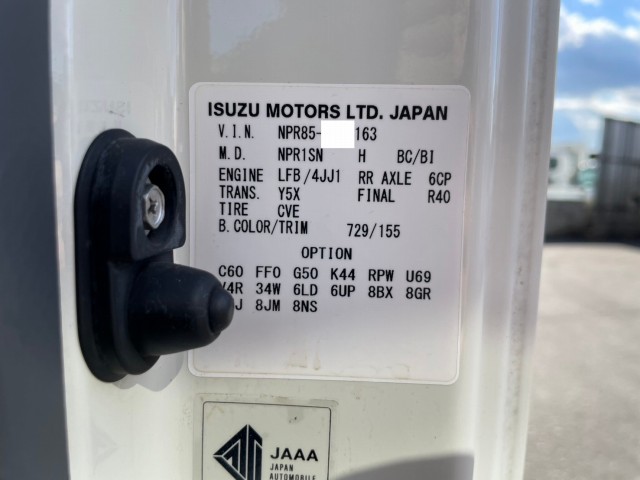 ISUZU MOTORS LTD. JAPAN
V.I.N. NPR85- 163
M.D. NPR1SN H BC/BI
ENGINE LFB/4JJ1 RR AXLE 6CP
TRANS. Y5X FINAL R40
TIRE CVE
B.COLOR/TRIM 729/155
OPTION
C60 FF0 G50 K44 RPW U69
34W 6LD 6UP 8BX 8GR
8JM 8NS
JAAA
JAPAN
AUTOMOBILE